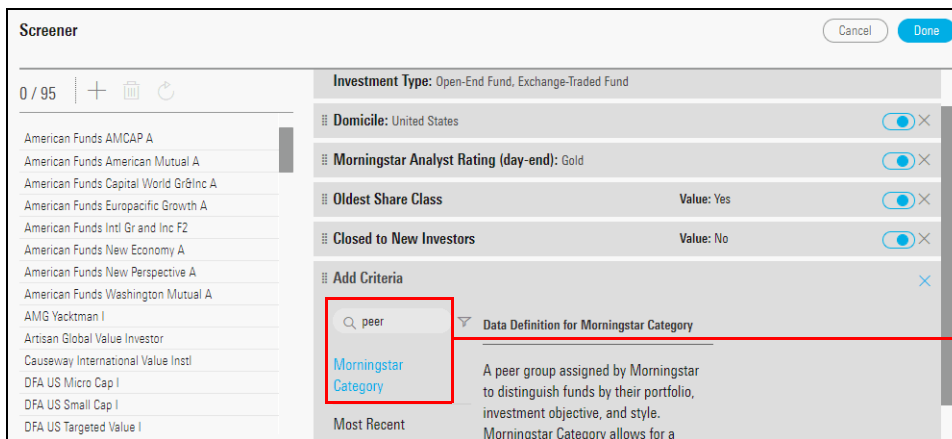 Screener
Cancel
Done
0 / 95
American Funds AMCAP A
American Funds American Mutual A
American Funds Capital World Gr&Inc A
American Funds Europacific Growth A
American Funds Intl Gr and Inc F2
American Funds New Economy A
American Funds New Perspective A
American Funds Washington Mutual A
AMG Yacktman I
Artisan Global Value Investor
Causeway International Value Instl
DFA US Micro Cap I
DFA US Small Cap I
DFA US Targeted Value I
Investment Type: Open-End Fund, Exchange-Traded Fund
Domicile: United States
Morningstar Analyst Rating (day-end): Gold
Oldest Share Class Value: Yes
Closed to New Investors Value: No
Add Criteria
peer
Morningstar
Category
Most Recent
Data Definition for Morningstar Category
A peer group assigned by Morningstar
to distinguish funds by their portfolio,
investment objective, and style.
Morningstar Category allows for a